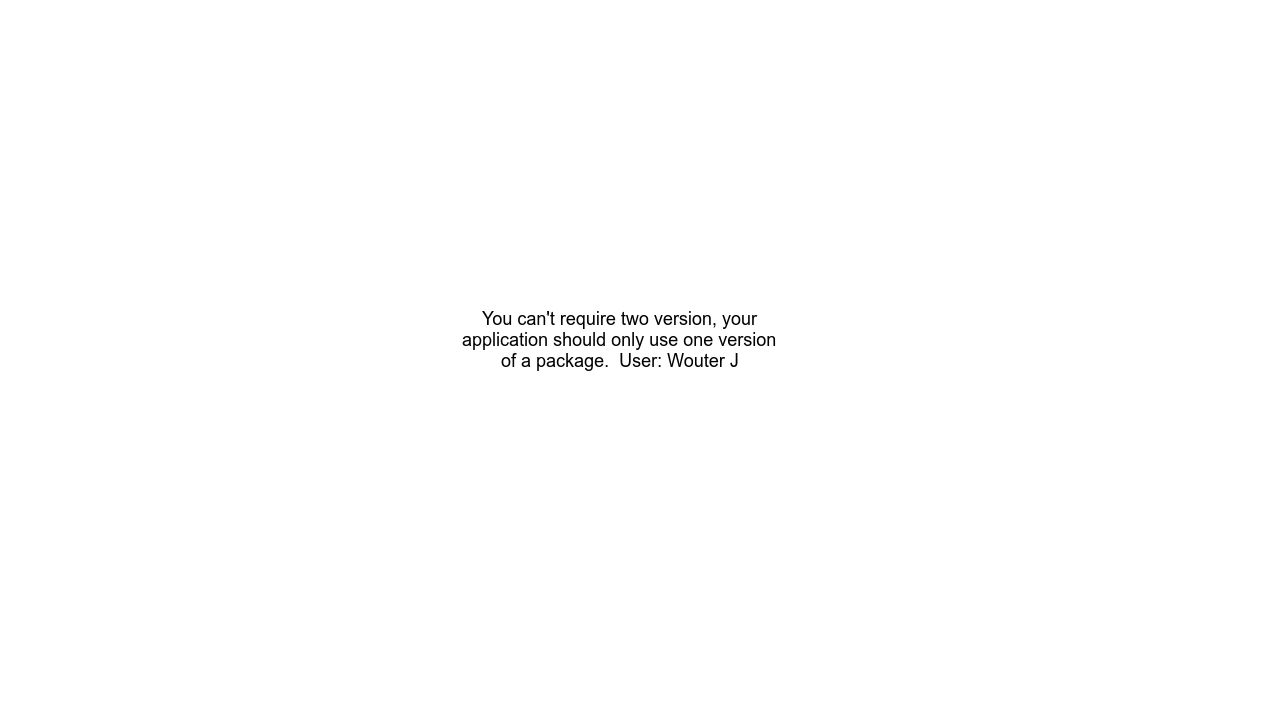 You can't require two version, your
application should only use one version
of a package.  User: Wouter J